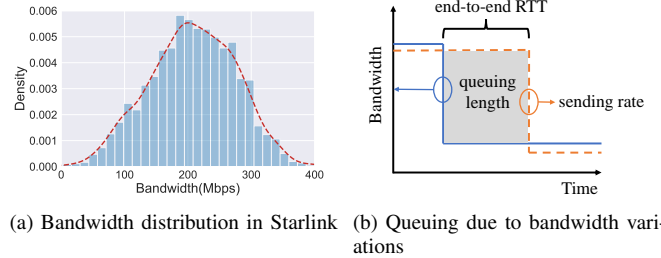 0.006
0.005
0.004
0.003
0.002
0.001
0.000
Density
0
100
200
300
400
Bandwidth(Mbps)
end-to-end RTT
Bandwidth
queuing
length
sending rate
Time
(a) Bandwidth distribution in Starlink
(b) Queuing due to bandwidth vari-
ations